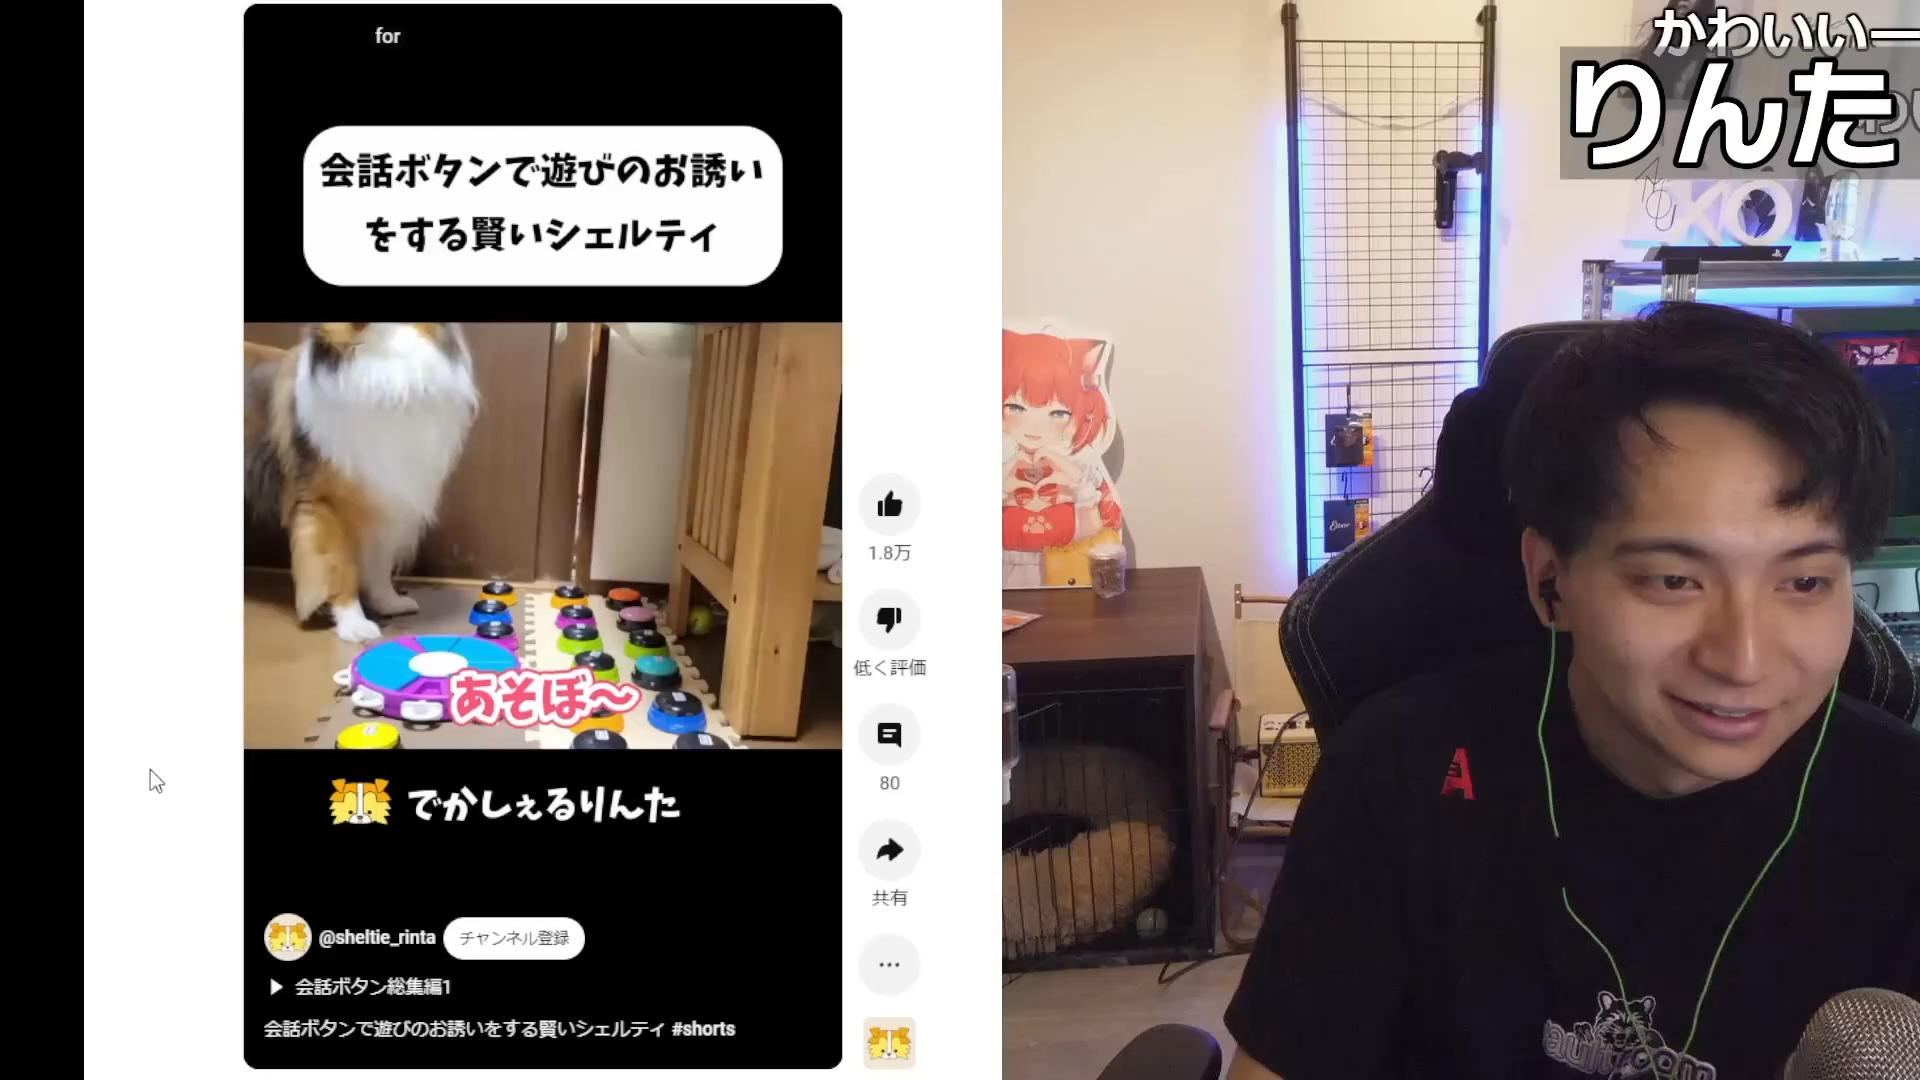 for
会話ボタンで遊びのお誘い
をする賢いシェルティ
あそぼ〜
でかしぇるりんた
@sheltie_rinta
チャンネル登録
会話ボタン総集編1
会話ボタンで遊びのお誘いをする賢いシェルティ #shorts
1.8万
低く評価
80
共有
かわいいー
りんた
XO
A